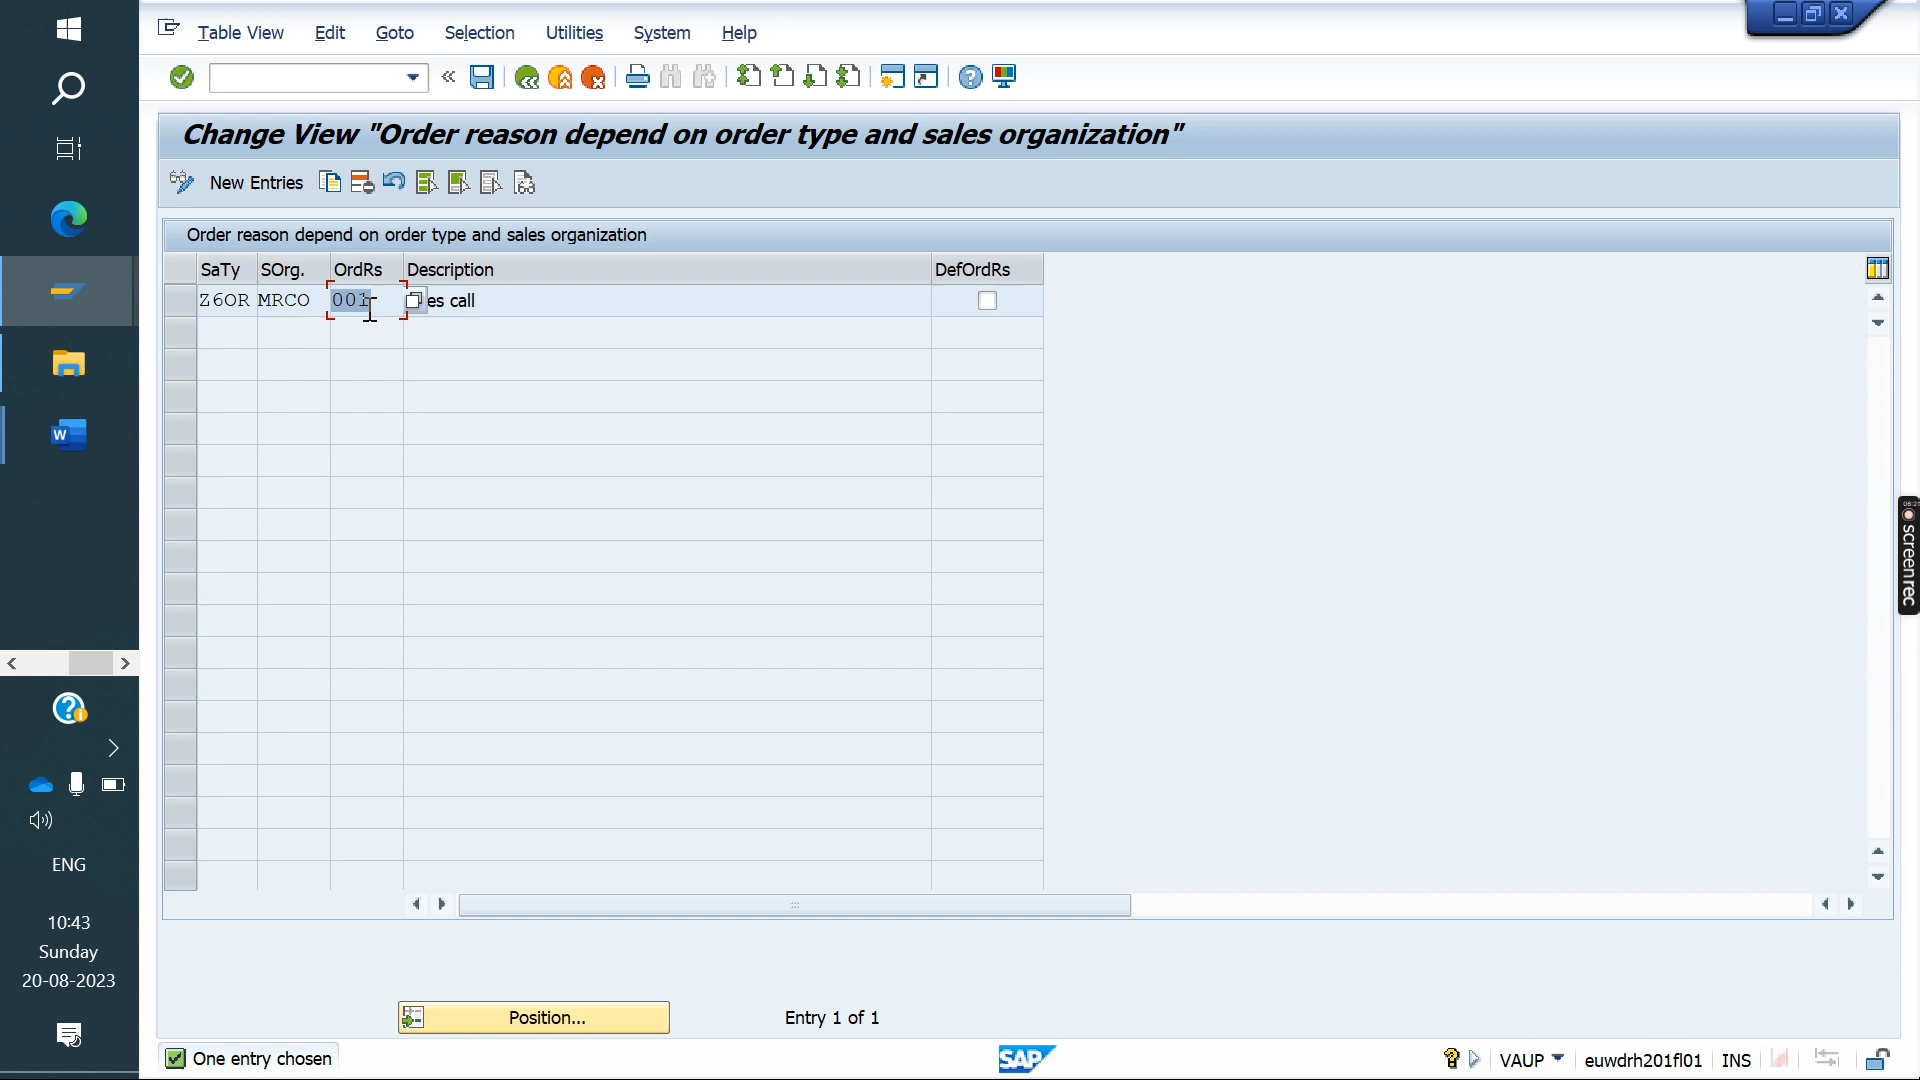 Table View Edit Goto Selection Utilities System Help
Change View "Order reason depend on order type and sales organization"
New Entries
Order reason depend on order type and sales organization
SaTy SOrg. OrdRs Description DefOrdRs
Z6OR MRCO 001 es call
Position... Entry 1 of 1
One entry chosen
SAP
VAUP euwdrh201fl01 INS
ENG
10:43
Sunday
20-08-2023
screenrec